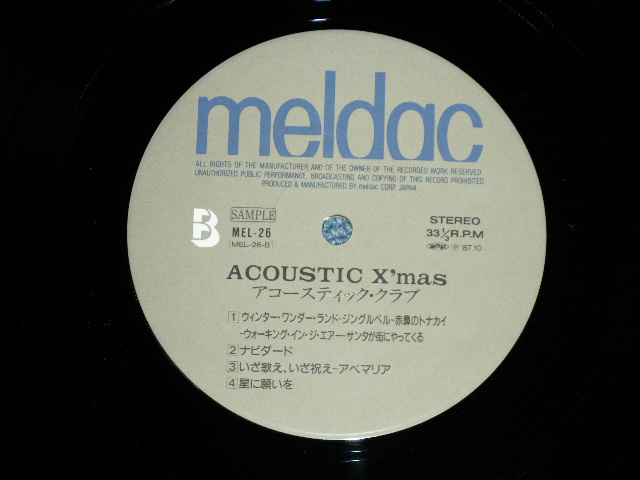 meldac
ALL RIGHTS OF THE MANUFACTURER AND OF THE OWNER OF THE RECORDED WORK RESERVED.
UNAUTHORIZED PUBLIC PERFORMANCE, BROADCASTING AND COPYING OF THIS RECORD PROHIBITED.
PRODUCED & MANUFACTURED BY meldac CORP. JAPAN
B
SAMPLE
MEL-26
[MEL-26-B]
STEREO
33 1/3 R.P.M
Ⓟ '87.10
ACOUSTIC X'mas
アコースティック・クラブ
1 ウィンター・ワンダー・ランド~ジングルベル~赤鼻のトナカイ
~ウォーキング・イン・ジ・エアー~サンタが街にやってくる
2 ナビダード
3 いざ歌え、いざ祝え~アベマリア
4 星に願いを